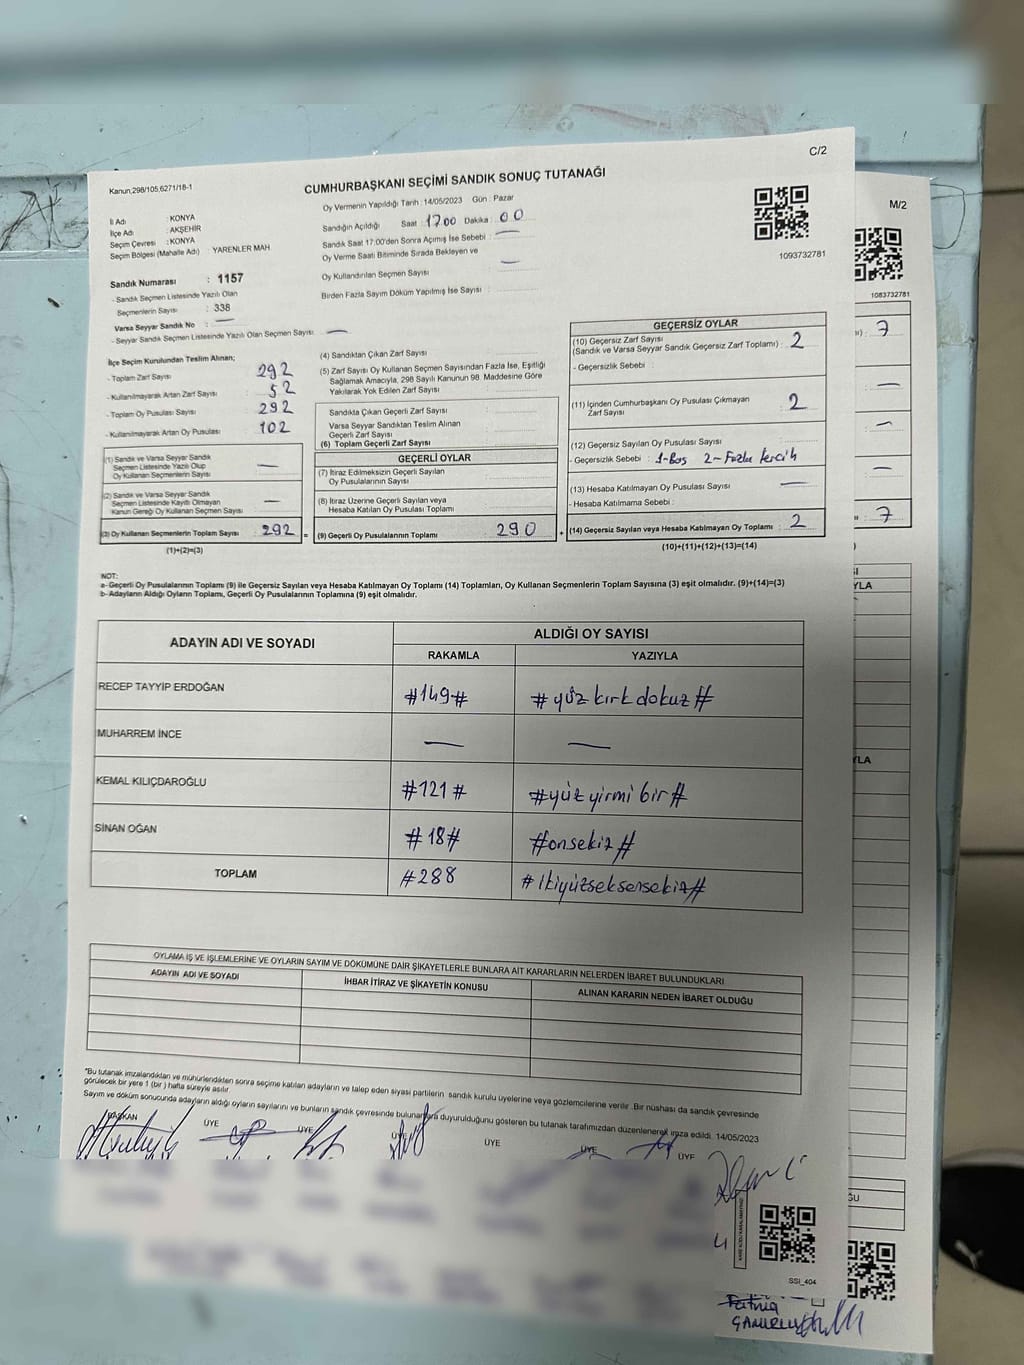 C/2
Kanun,298/105,6271/18-1
CUMHURBAŞKANI SEÇİMİ SANDIK SONUÇ TUTANAĞI
İl Adı : KONYA
İlçe Adı : AKŞEHİR
Seçim Çevresi : KONYA
Seçim Bölgesi (Mahalle Adı) : YARENLER MAH
Sandık Numarası : 1157
- Sandık Seçmen Listesinde Yazılı Olan
Seçmenlerin Sayısı : 338
Varsa Seyyar Sandık No : —
- Seyyar Sandık Seçmen Listesinde Yazılı Olan Seçmen Sayısı : —
Oy Vermenin Yapıldığı Tarih : 14/05/2023 Gün : Pazar
Sandığın Açıldığı Saat : 17.00 Dakika : 00
Sandık Saat 17:00'den Sonra Açımış İse Sebebi : —
Oy Verme Saati Bitiminde Sırada Bekleyen ve
Oy Kullandırılan Seçmen Sayısı : —
Birden Fazla Sayım Döküm Yapılmış İse Sayısı :
1093732781
İlçe Seçim Kurulundan Teslim Alınan;
- Toplam Zarf Sayısı : 292
- Kullanılmayarak Artan Zarf Sayısı : 52
- Toplam Oy Pusulası Sayısı : 292
- Kullanılmayarak Artan Oy Pusulası : 102
(1) Sandık ve Varsa Seyyar Sandık
Seçmen Listesinde Yazılı Olup
Oy Kullanan Seçmenlerin Sayısı : —
(2) Sandık ve Varsa Seyyar Sandık
Seçmen Listesinde Kayıtlı Olmayan
Kanun Gereği Oy Kullanan Seçmen Sayısı : —
(3) Oy Kullanan Seçmenlerin Toplam Sayısı : 292 =
(1)+(2)=(3)
(4) Sandıktan Çıkan Zarf Sayısı :
(5) Zarf Sayısı Oy Kullanan Seçmen Sayısından Fazla İse, Eşitliği
Sağlamak Amacıyla, 298 Sayılı Kanunun 98. Maddesine Göre
Yakılarak Yok Edilen Zarf Sayısı :
Sandıkta Çıkan Geçerli Zarf Sayısı :
Varsa Seyyar Sandıktan Teslim Alınan
Geçerli Zarf Sayısı :
(6) Toplam Geçerli Zarf Sayısı :
GEÇERLİ OYLAR
(7) İtiraz Edilmeksizin Geçerli Sayılan
Oy Pusulalarının Sayısı :
(8) İtiraz Üzerine Geçerli Sayılan veya
Hesaba Katılan Oy Pusulası Toplamı :
(9) Geçerli Oy Pusulalarının Toplamı : 290 +
GEÇERSİZ OYLAR
(10) Geçersiz Zarf Sayısı
(Sandık ve Varsa Seyyar Sandık Geçersiz Zarf Toplamı) : 2
- Geçersizlik Sebebi :
(11) İçinden Cumhurbaşkanı Oy Pusulası Çıkmayan
Zarf Sayısı : 2
(12) Geçersiz Sayılan Oy Pusulası Sayısı :
- Geçersizlik Sebebi : 1-Boş 2-Fazla tercih
(13) Hesaba Katılmayan Oy Pusulası Sayısı : —
- Hesaba Katılmama Sebebi :
(14) Geçersiz Sayılan veya Hesaba Katılmayan Oy Toplamı : 2
(10)+(11)+(12)+(13)=(14)
NOT:
a- Geçerli Oy Pusulalarının Toplamı (9) ile Geçersiz Sayılan veya Hesaba Katılmayan Oy Toplamı (14) Toplamları, Oy Kullanan Seçmenlerin Toplam Sayısına (3) eşit olmalıdır. (9)+(14)=(3)
b- Adayların Aldığı Oyların Toplamı, Geçerli Oy Pusulalarının Toplamına (9) eşit olmalıdır.
ADAYIN ADI VE SOYADI ALDIĞI OY SAYISI
RAKAMLA YAZIYLA
RECEP TAYYİP ERDOĞAN #149# #yüz kırk dokuz#
MUHARREM İNCE — —
KEMAL KILIÇDAROĞLU #121# #yüz yirmi bir#
SİNAN OĞAN #18# #onsekiz#
TOPLAM #288 #ikiyüzseksensekiz#
OYLAMA İŞ VE İŞLEMLERİNE VE OYLARIN SAYIM VE DÖKÜMÜNE DAİR ŞİKAYETLERLE BUNLARA AİT KARARLARIN NELERDEN İBARET BULUNDUKLARI
ADAYIN ADI VE SOYADI İHBAR İTİRAZ VE ŞİKAYETİN KONUSU ALINAN KARARIN NEDEN İBARET OLDUĞU
*Bu tutanak imzalandıktan ve mühürlendikten sonra seçime katılan adayların ve talep eden siyasi partilerin sandık kurulu üyelerine veya gözlemcilerine verilir .Bir nüshası da sandık çevresinde
görülecek bir yere 1 (bir ) hafta süreyle asılır.
Sayım ve döküm sonucunda adayların aldığı oyların sayılarını ve bunların sandık çevresinde bulunanlara duyurulduğunu gösteren bu tutanak tarafımızdan düzenlenerek imza edildi. 14/05/2023
BAŞKAN ÜYE ÜYE ÜYE ÜYE ÜYE ÜYE
SSI_404
Fatma
M/2
1083732781
7
7
YLA
YLA
ĞU